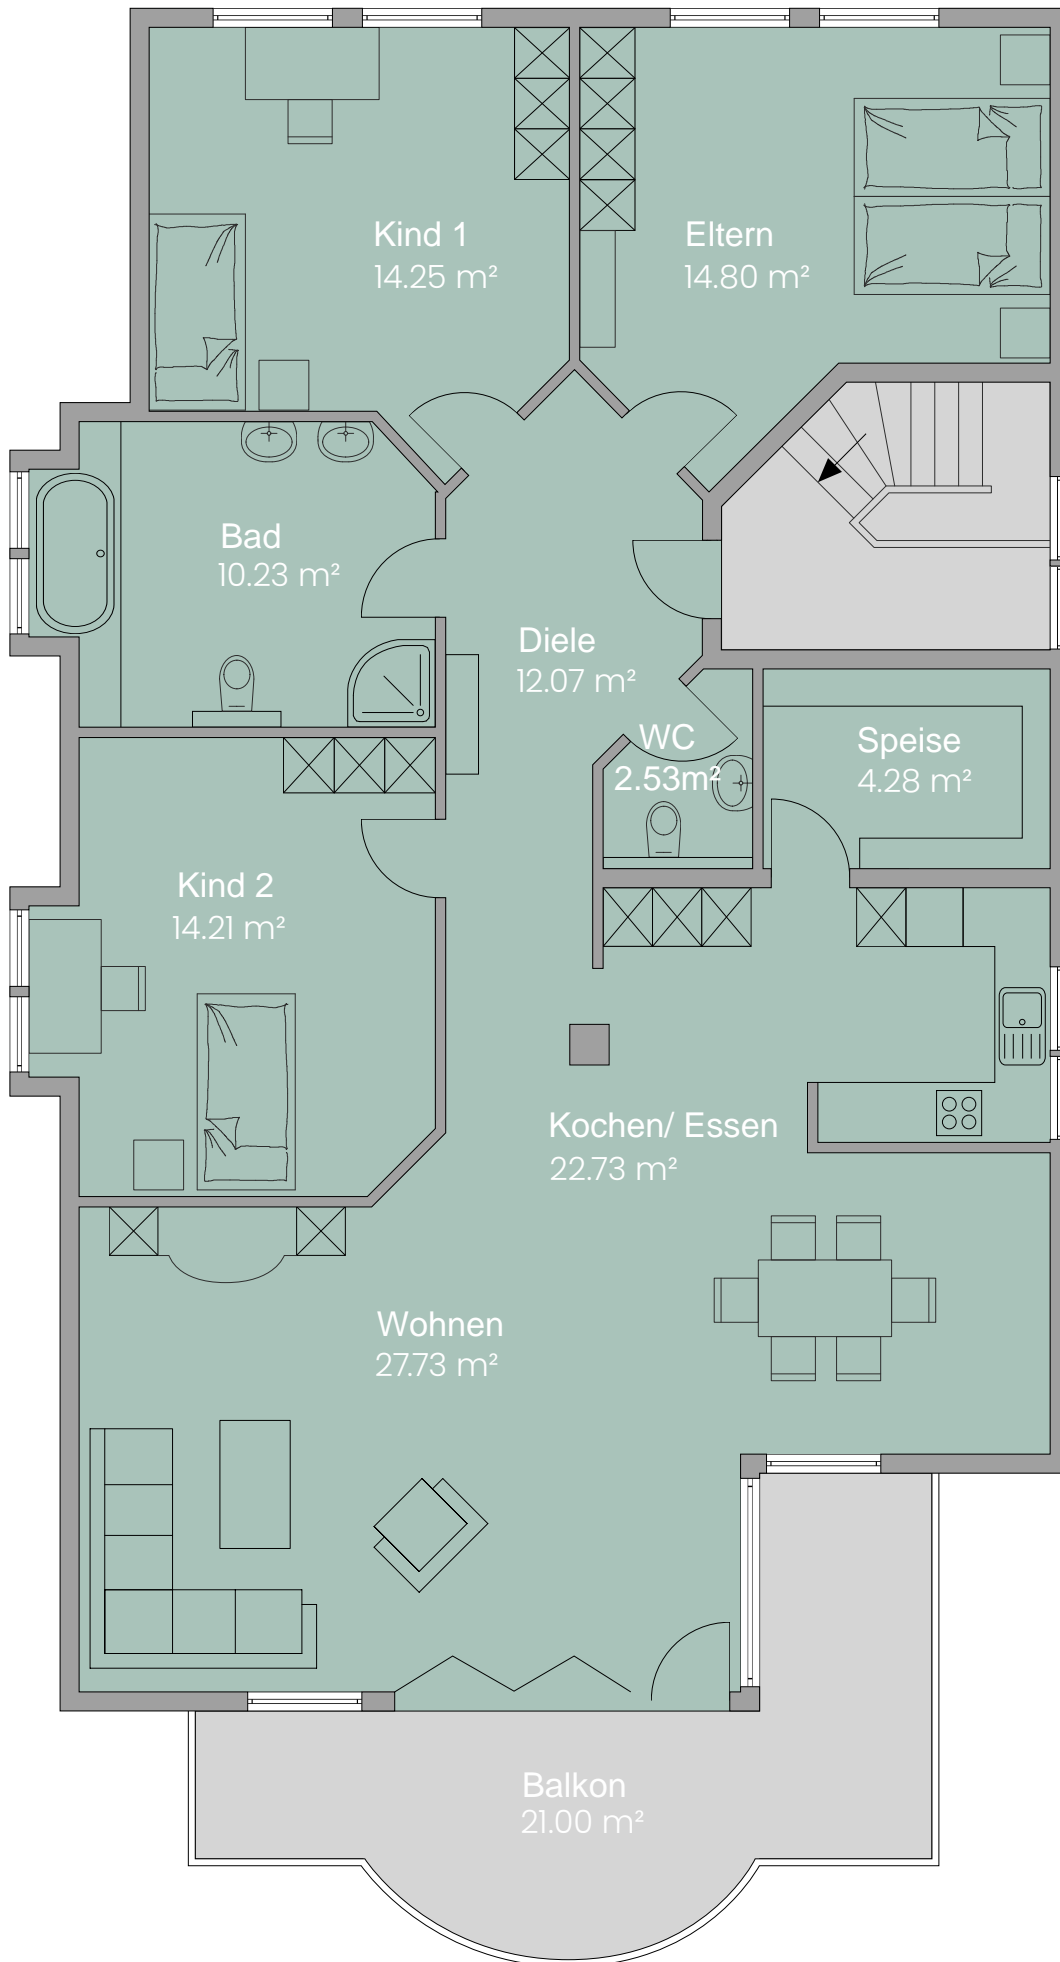 Kind 1
14.25 m²
Eltern
14.80 m²
Bad
10.23 m²
Diele
12.07 m²
WC
2.53m²
Speise
4.28 m²
Kind 2
14.21 m²
Kochen/ Essen
22.73 m²
Wohnen
27.73 m²
Balkon
21.00 m²